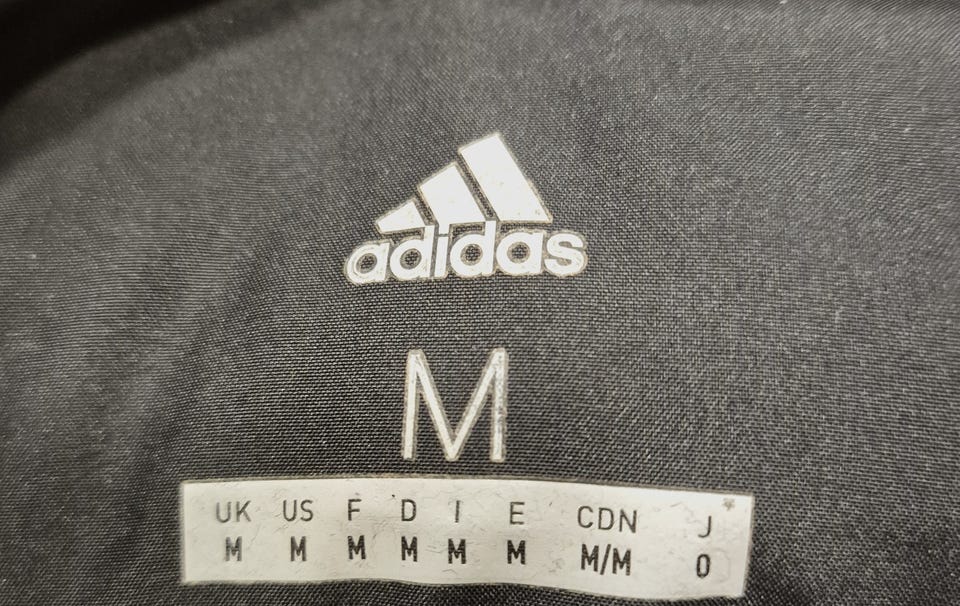 adidas
M
UK US F D I E CDN J
M M M M M M M/M O